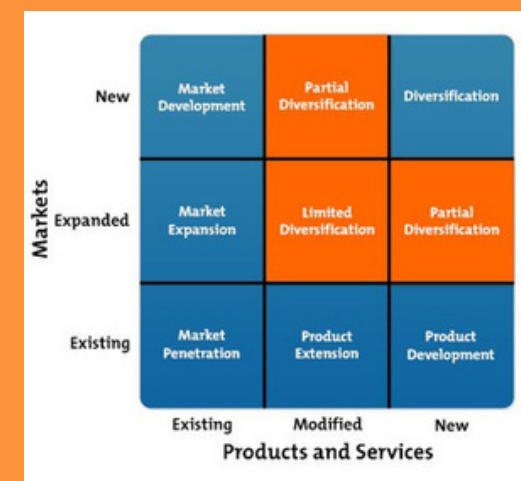 New
Market
Development
Partial
Diversification
Diversification
Markets
Expanded
Market
Expansion
Limited
Diversification
Partial
Diversification
Existing
Market
Penetration
Product
Extension
Product
Development
Existing
Modified
New
Products and Services